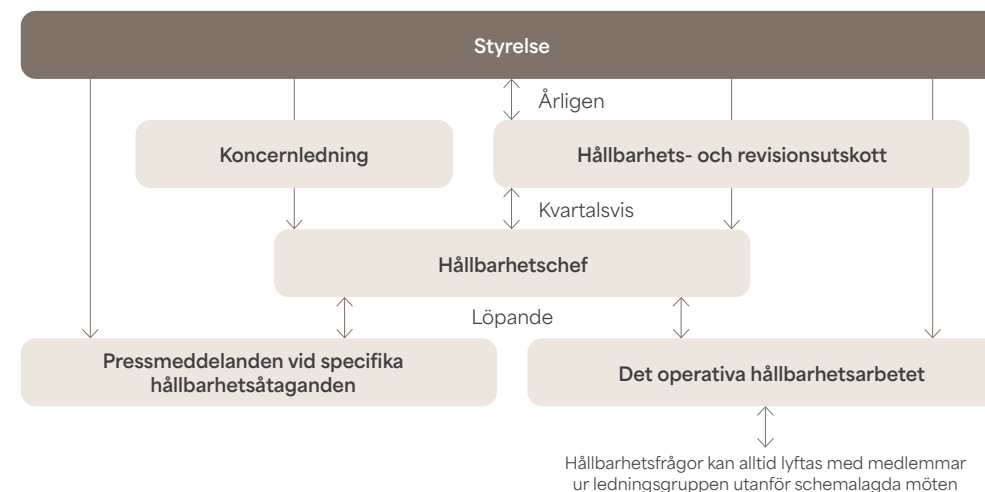 Styrelse
Årligen
Koncernledning
Hållbarhets- och revisionsutskott
Kvartalsvis
Hållbarhetschef
Löpande
Pressmeddelanden vid specifika
hållbarhetsåtaganden
Det operativa hållbarhetsarbetet
Hållbarhetsfrågor kan alltid lyftas med medlemmar
ur ledningsgruppen utanför schemalagda möten